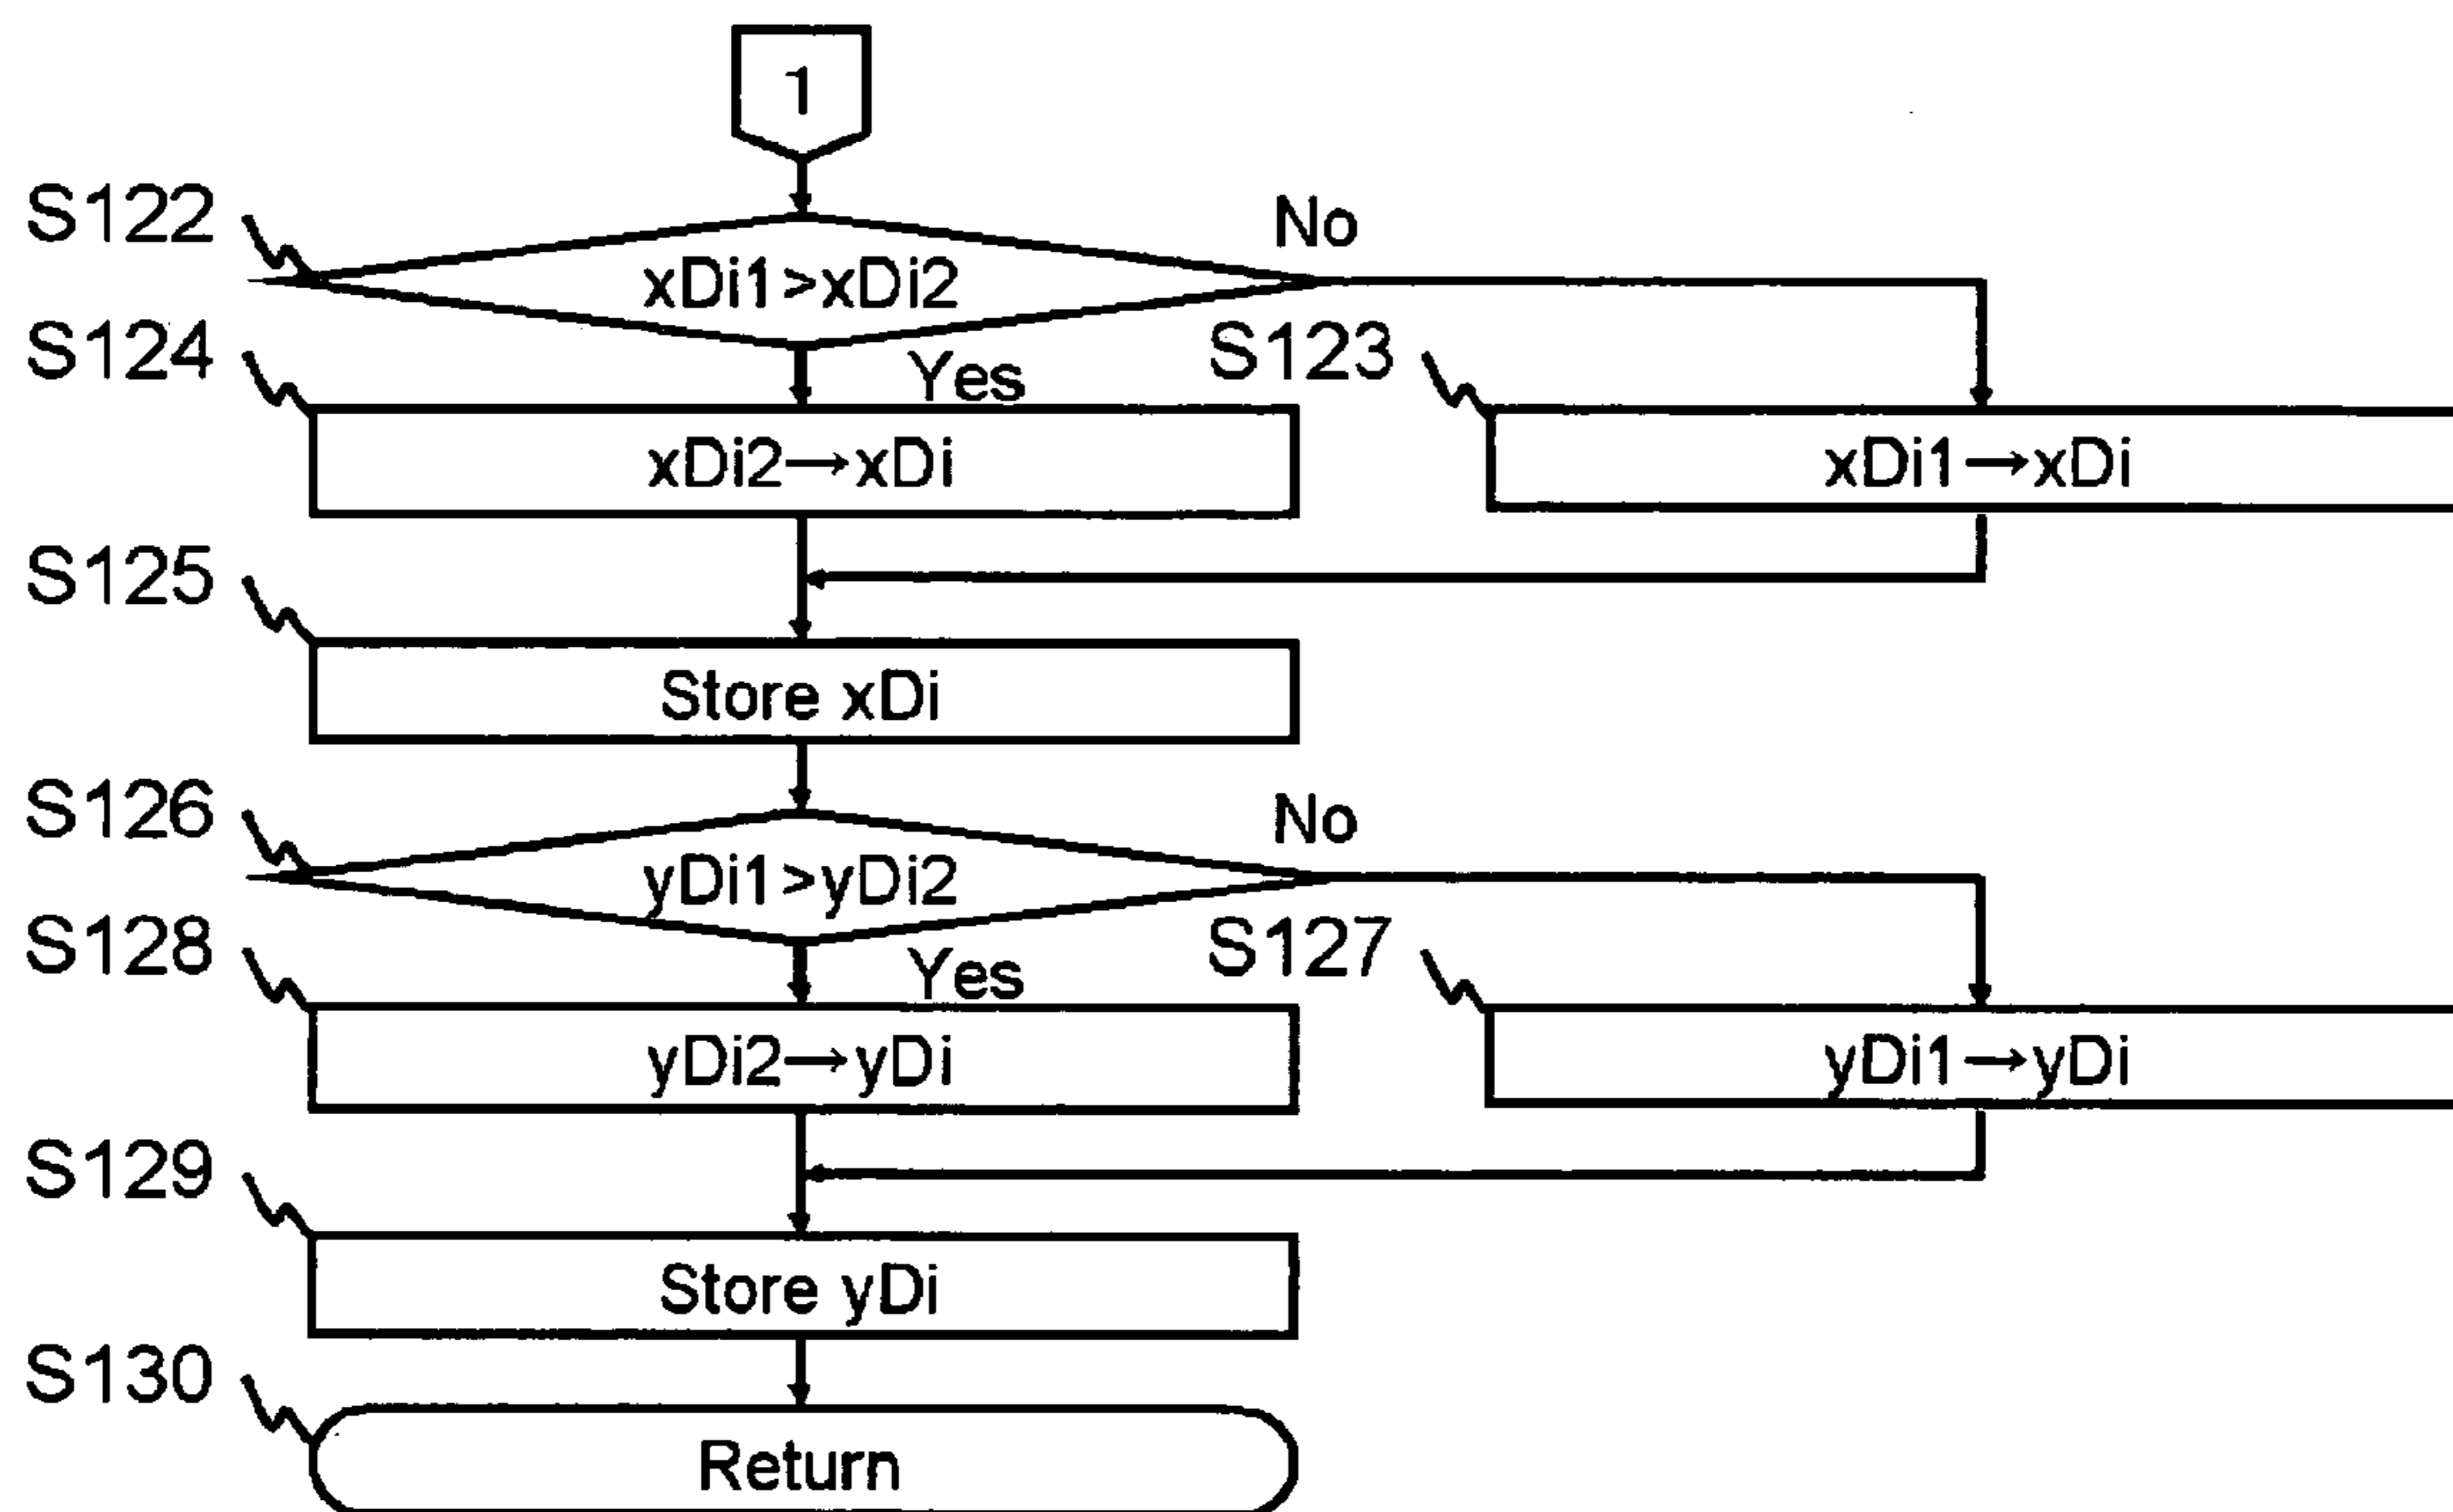 1
S122
xDi1>xDi2
No
S124
Yes
S123
xDi2→xDi
xDi1→xDi
S125
Store xDi
S126
yDi1>yDi2
No
S128
Yes
S127
yDi2→yDi
yDi1→yDi
S129
Store yDi
S130
Return